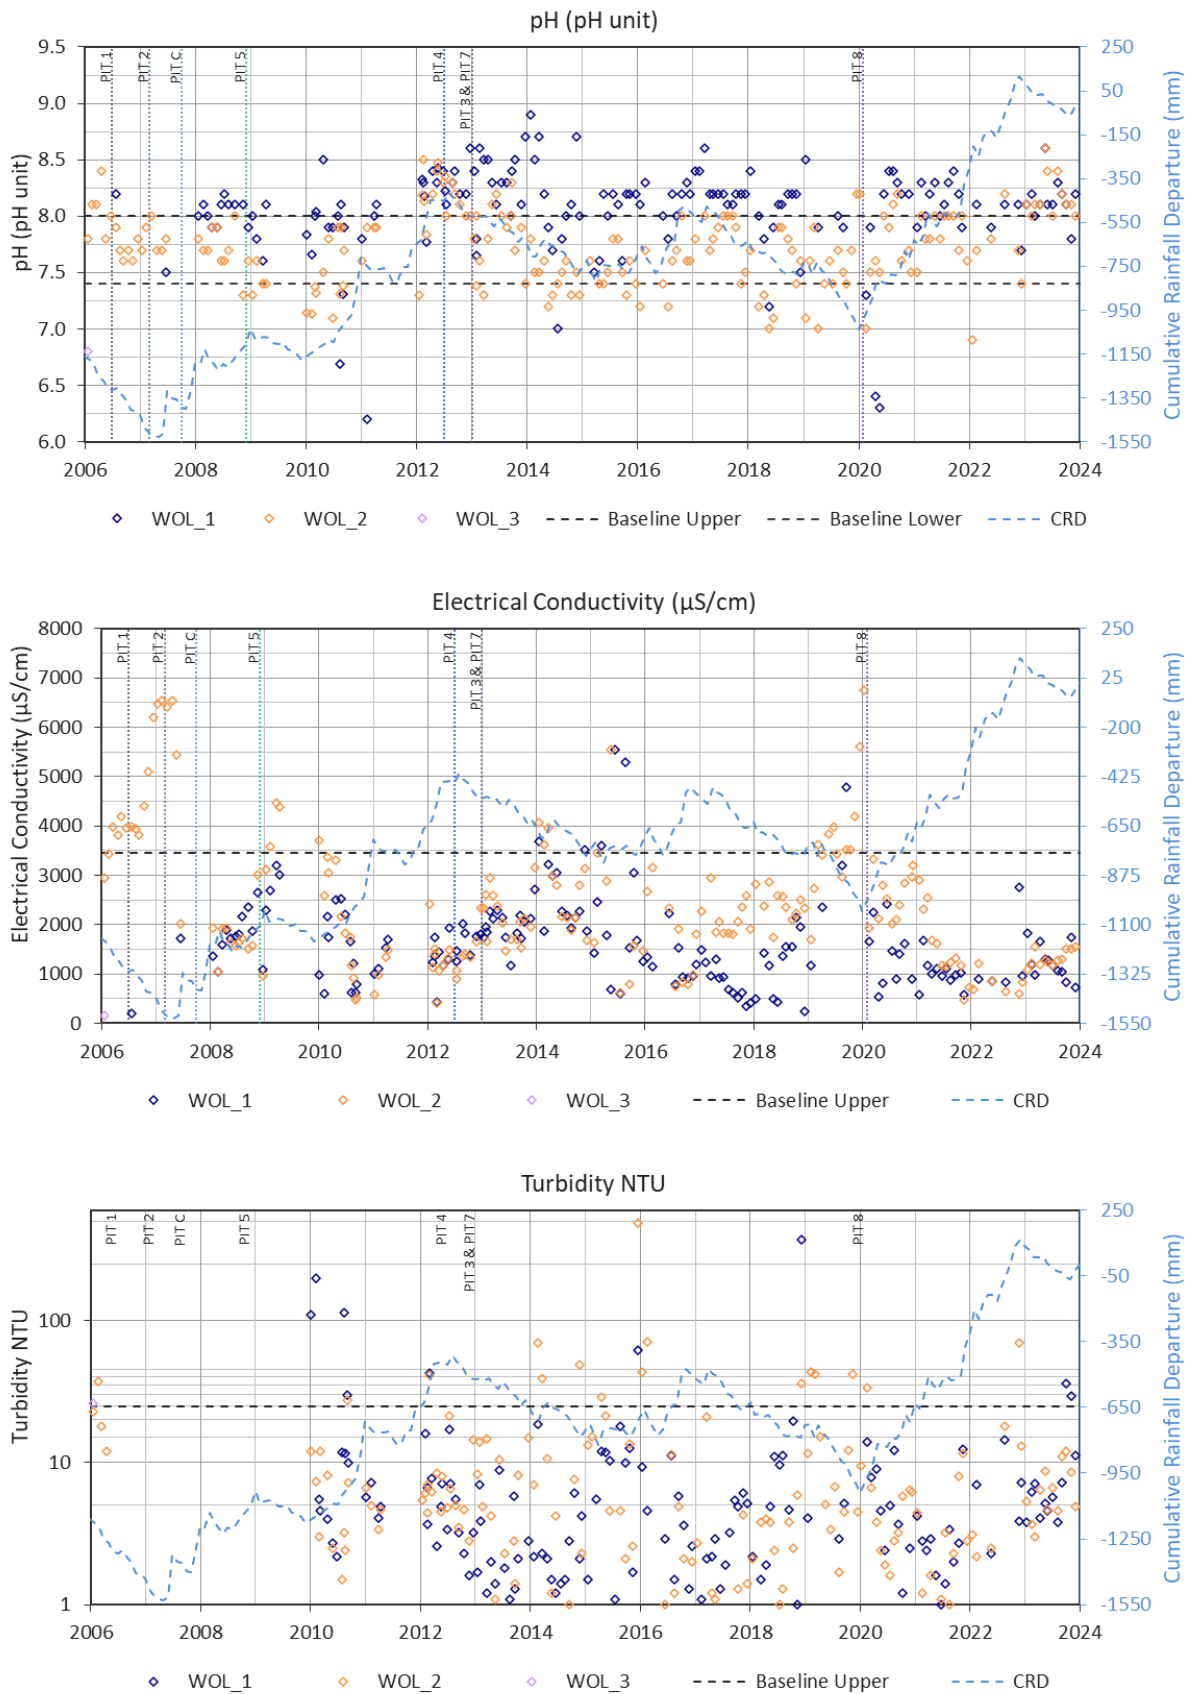 pH (pH unit)
9.5
9.0
8.5
8.0
7.5
7.0
6.5
6.0
pH (pH unit)
PIT 1
PIT 2
PIT C
PIT 5
PIT 4
PIT 3 & PIT 7
PIT 8
250
50
-150
-350
-550
-750
-950
-1150
-1350
-1550
Cumulative Rainfall Departure (mm)
2006 2008 2010 2012 2014 2016 2018 2020 2022 2024
WOL_1 WOL_2 WOL_3 Baseline Upper Baseline Lower CRD
Electrical Conductivity (µS/cm)
8000
7000
6000
5000
4000
3000
2000
1000
0
Electrical Conductivity (µS/cm)
PIT 1
PIT 2
PIT C
PIT 5
PIT 4
PIT 3 & PIT 7
PIT 8
250
25
-200
-425
-650
-875
-1100
-1325
-1550
Cumulative Rainfall Departure (mm)
2006 2008 2010 2012 2014 2016 2018 2020 2022 2024
WOL_1 WOL_2 WOL_3 Baseline Upper CRD
Turbidity NTU
100
10
1
Turbidity NTU
PIT 1
PIT 2
PIT C
PIT 5
PIT 4
PIT 3 & PIT 7
PIT 8
250
-50
-350
-650
-950
-1250
-1550
Cumulative Rainfall Departure (mm)
2006 2008 2010 2012 2014 2016 2018 2020 2022 2024
WOL_1 WOL_2 WOL_3 Baseline Upper CRD